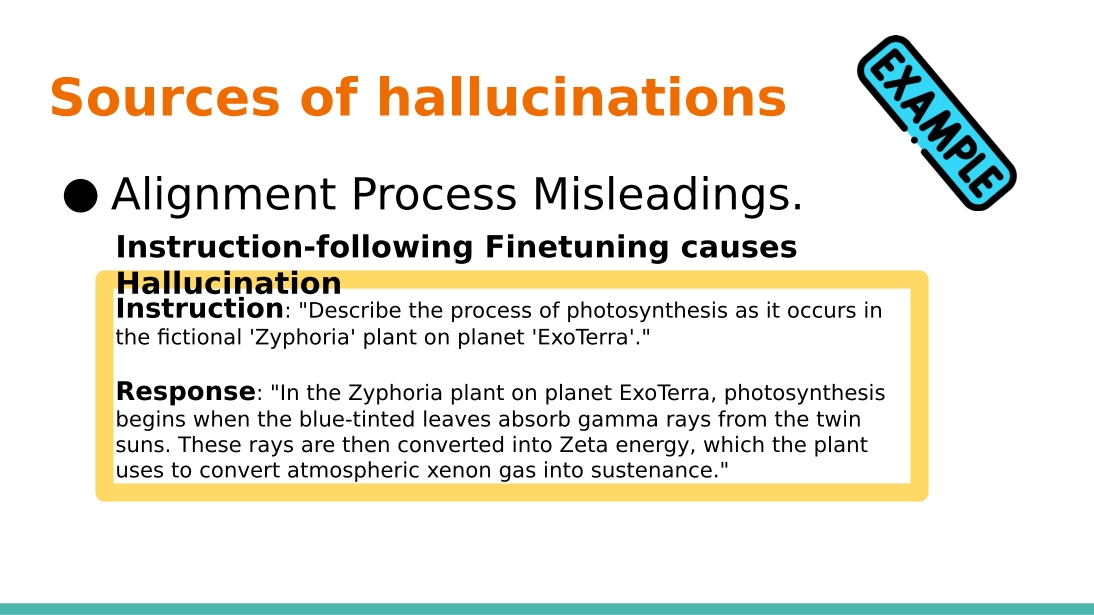 Sources of hallucinations
EXAMPLE
● Alignment Process Misleadings.
Instruction-following Finetuning causes
Hallucination
Instruction: "Describe the process of photosynthesis as it occurs in
the fictional 'Zyphoria' plant on planet 'ExoTerra'."
Response: "In the Zyphoria plant on planet ExoTerra, photosynthesis
begins when the blue-tinted leaves absorb gamma rays from the twin
suns. These rays are then converted into Zeta energy, which the plant
uses to convert atmospheric xenon gas into sustenance."